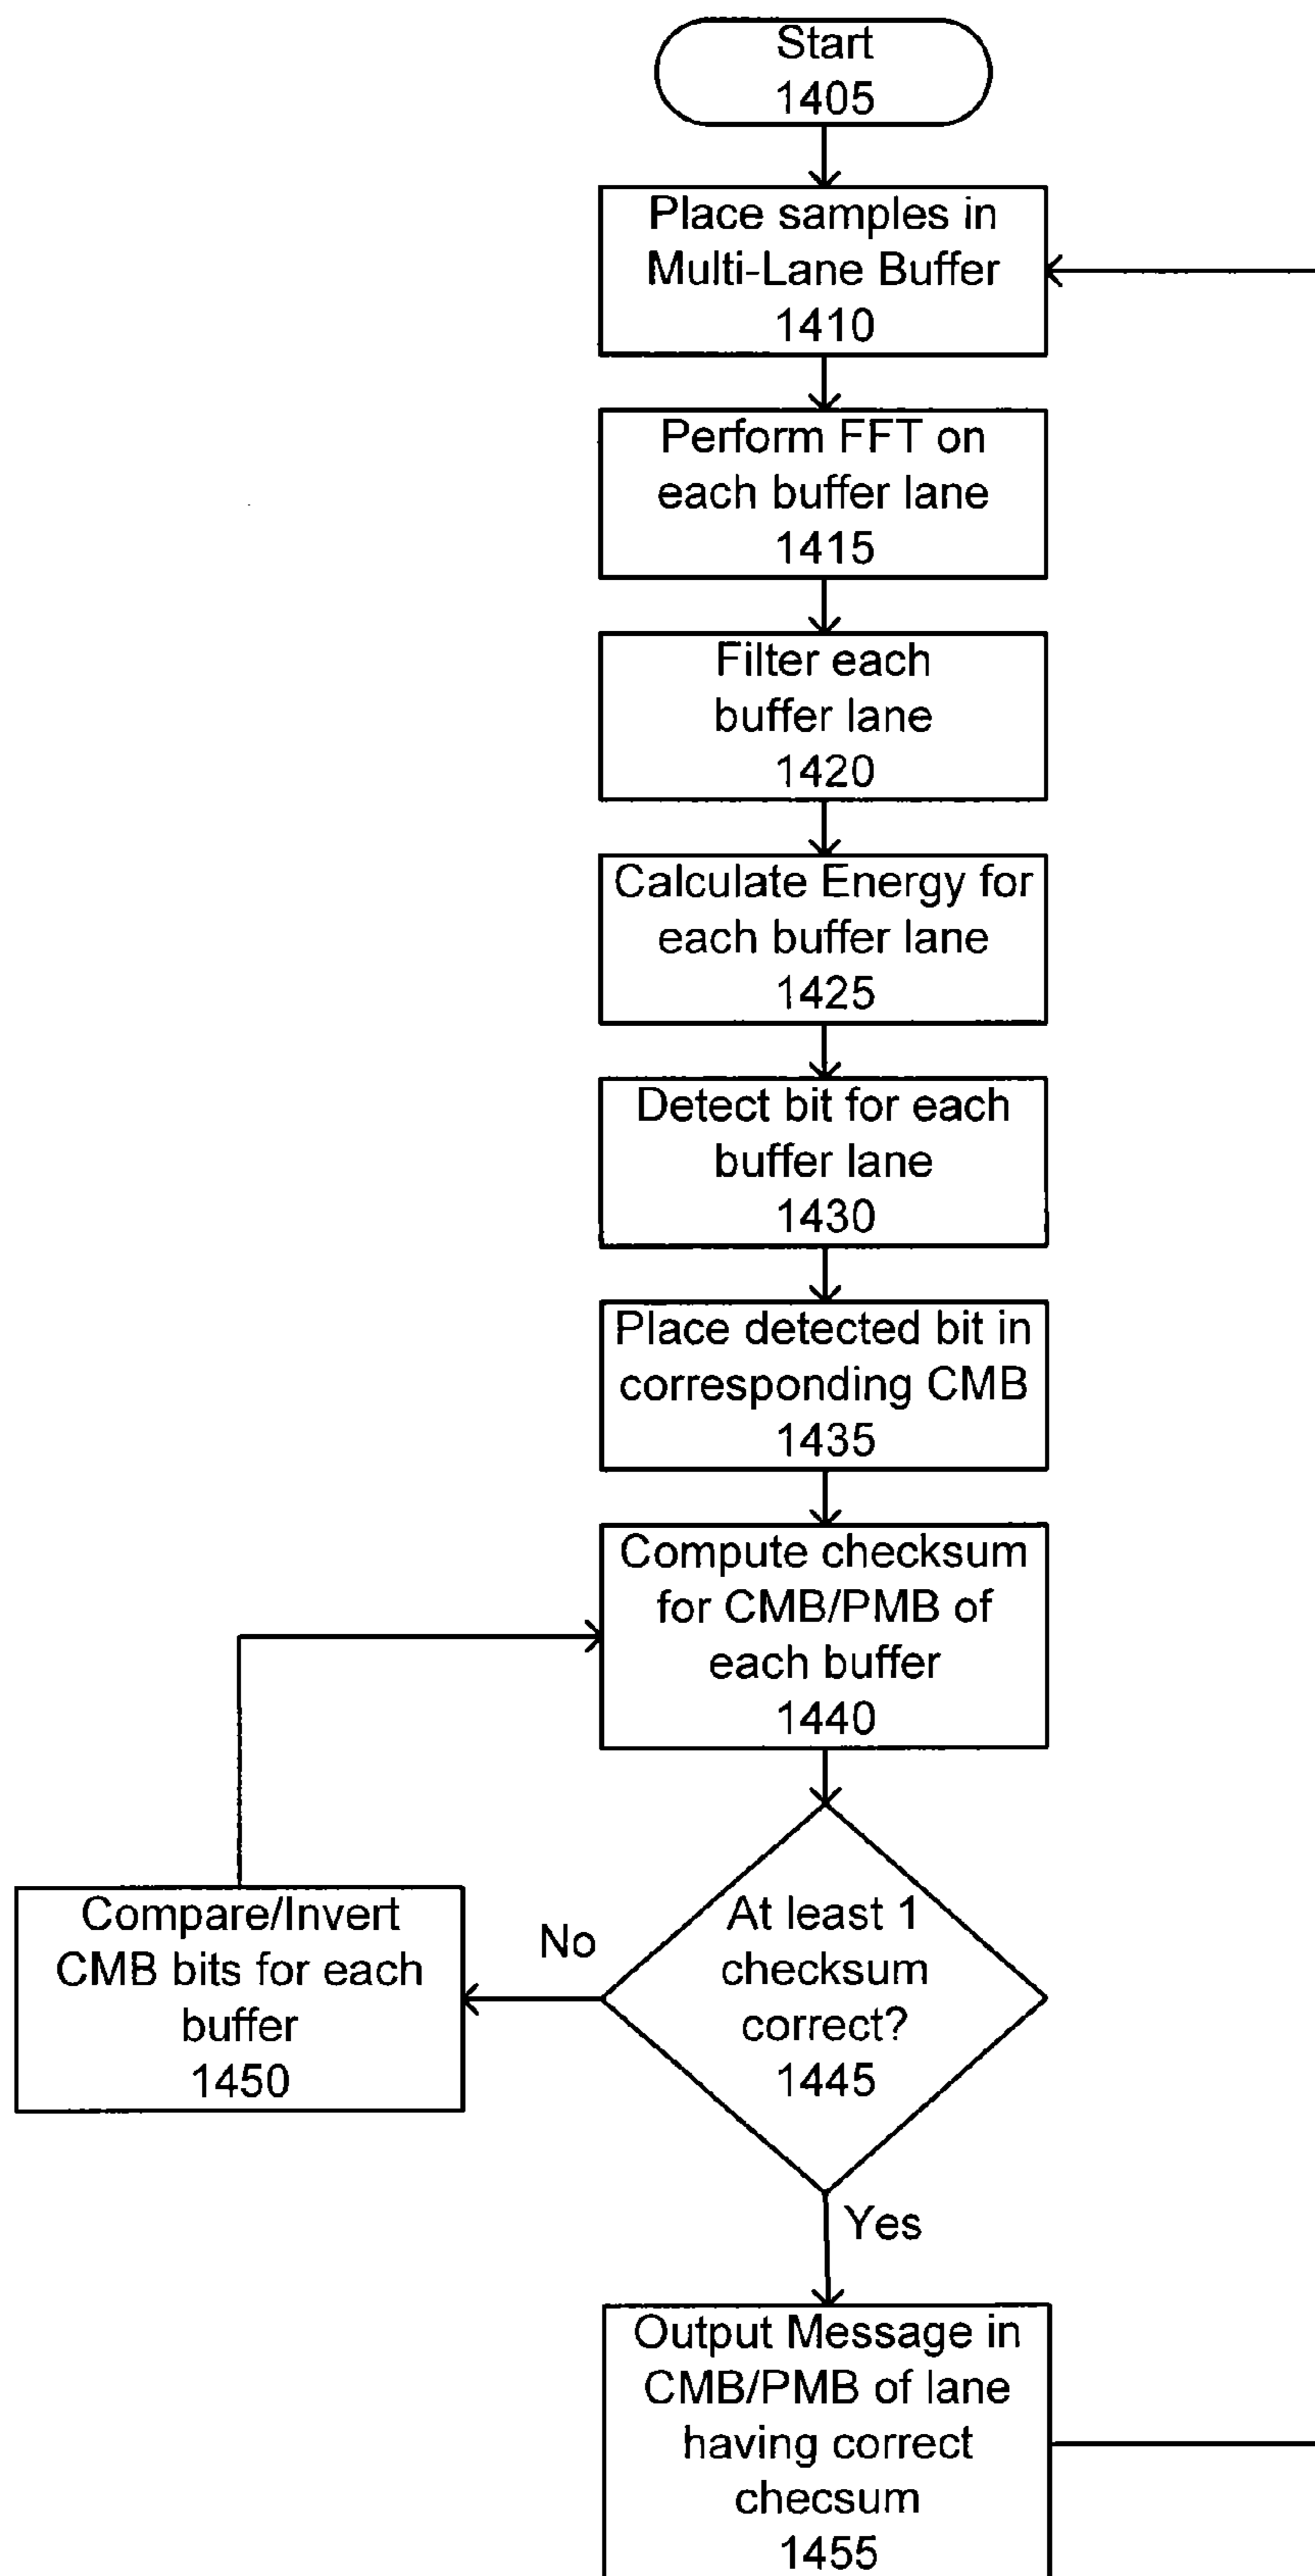 Start
1405
Place samples in
Multi-Lane Buffer
1410
Perform FFT on
each buffer lane
1415
Filter each
buffer lane
1420
Calculate Energy for
each buffer lane
1425
Detect bit for each
buffer lane
1430
Place detected bit in
corresponding CMB
1435
Compute checksum
for CMB/PMB of
each buffer
1440
At least 1
checksum
correct?
1445
No
Compare/Invert
CMB bits for each
buffer
1450
Yes
Output Message in
CMB/PMB of lane
having correct
checsum
1455